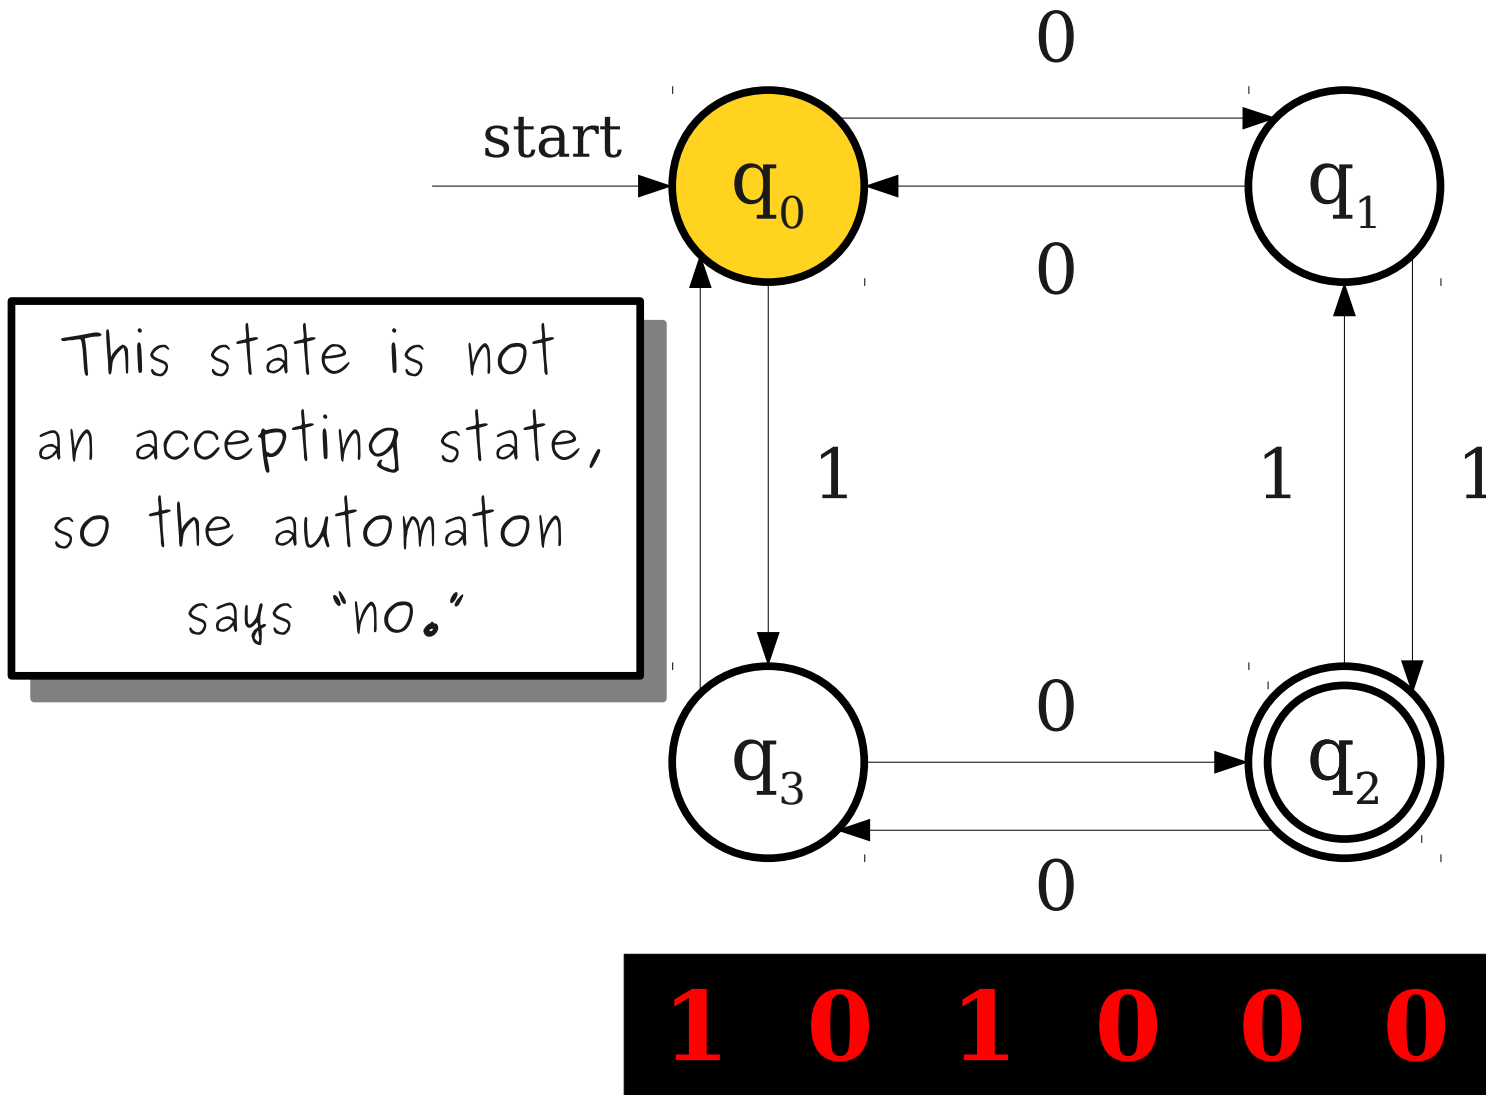 0
start
q0
q1
0
This state is not
an accepting state,
so the automaton
says "no."
1
1
1
0
q3
q2
0
1 0 1 0 0 0